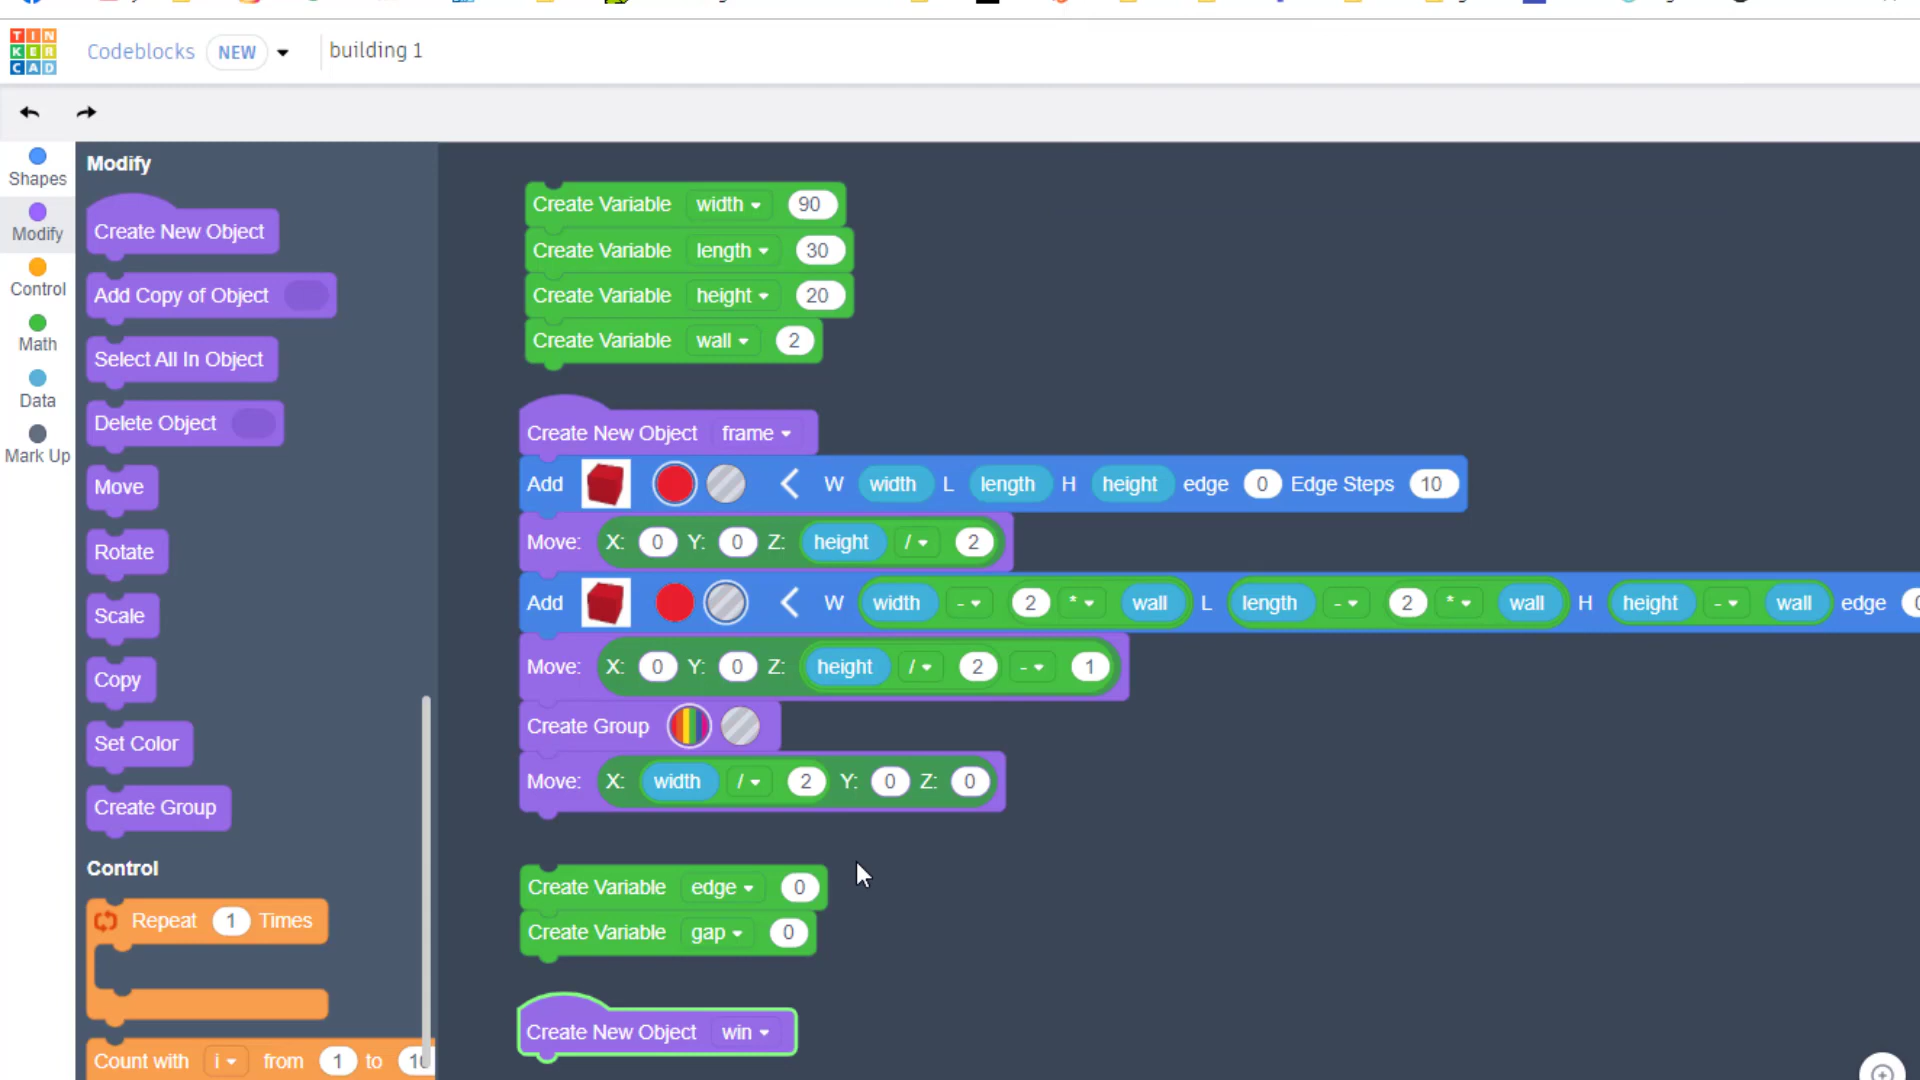 TIN
KER
CAD
Codeblocks NEW building 1
Shapes
Modify
Control
Math
Data
Mark Up
Modify
Create New Object
Add Copy of Object
Select All In Object
Delete Object
Move
Rotate
Scale
Copy
Set Color
Create Group
Control
Repeat 1 Times
Count with i from 1 to 10
Create Variable width 90
Create Variable length 30
Create Variable height 20
Create Variable wall 2
Create New Object frame
Add W width L length H height edge 0 Edge Steps 10
Move: X: 0 Y: 0 Z: height / 2
Add W width - 2 * wall L length - 2 * wall H height - wall edge 0
Move: X: 0 Y: 0 Z: height / 2 - 1
Create Group
Move: X: width / 2 Y: 0 Z: 0
Create Variable edge 0
Create Variable gap 0
Create New Object win